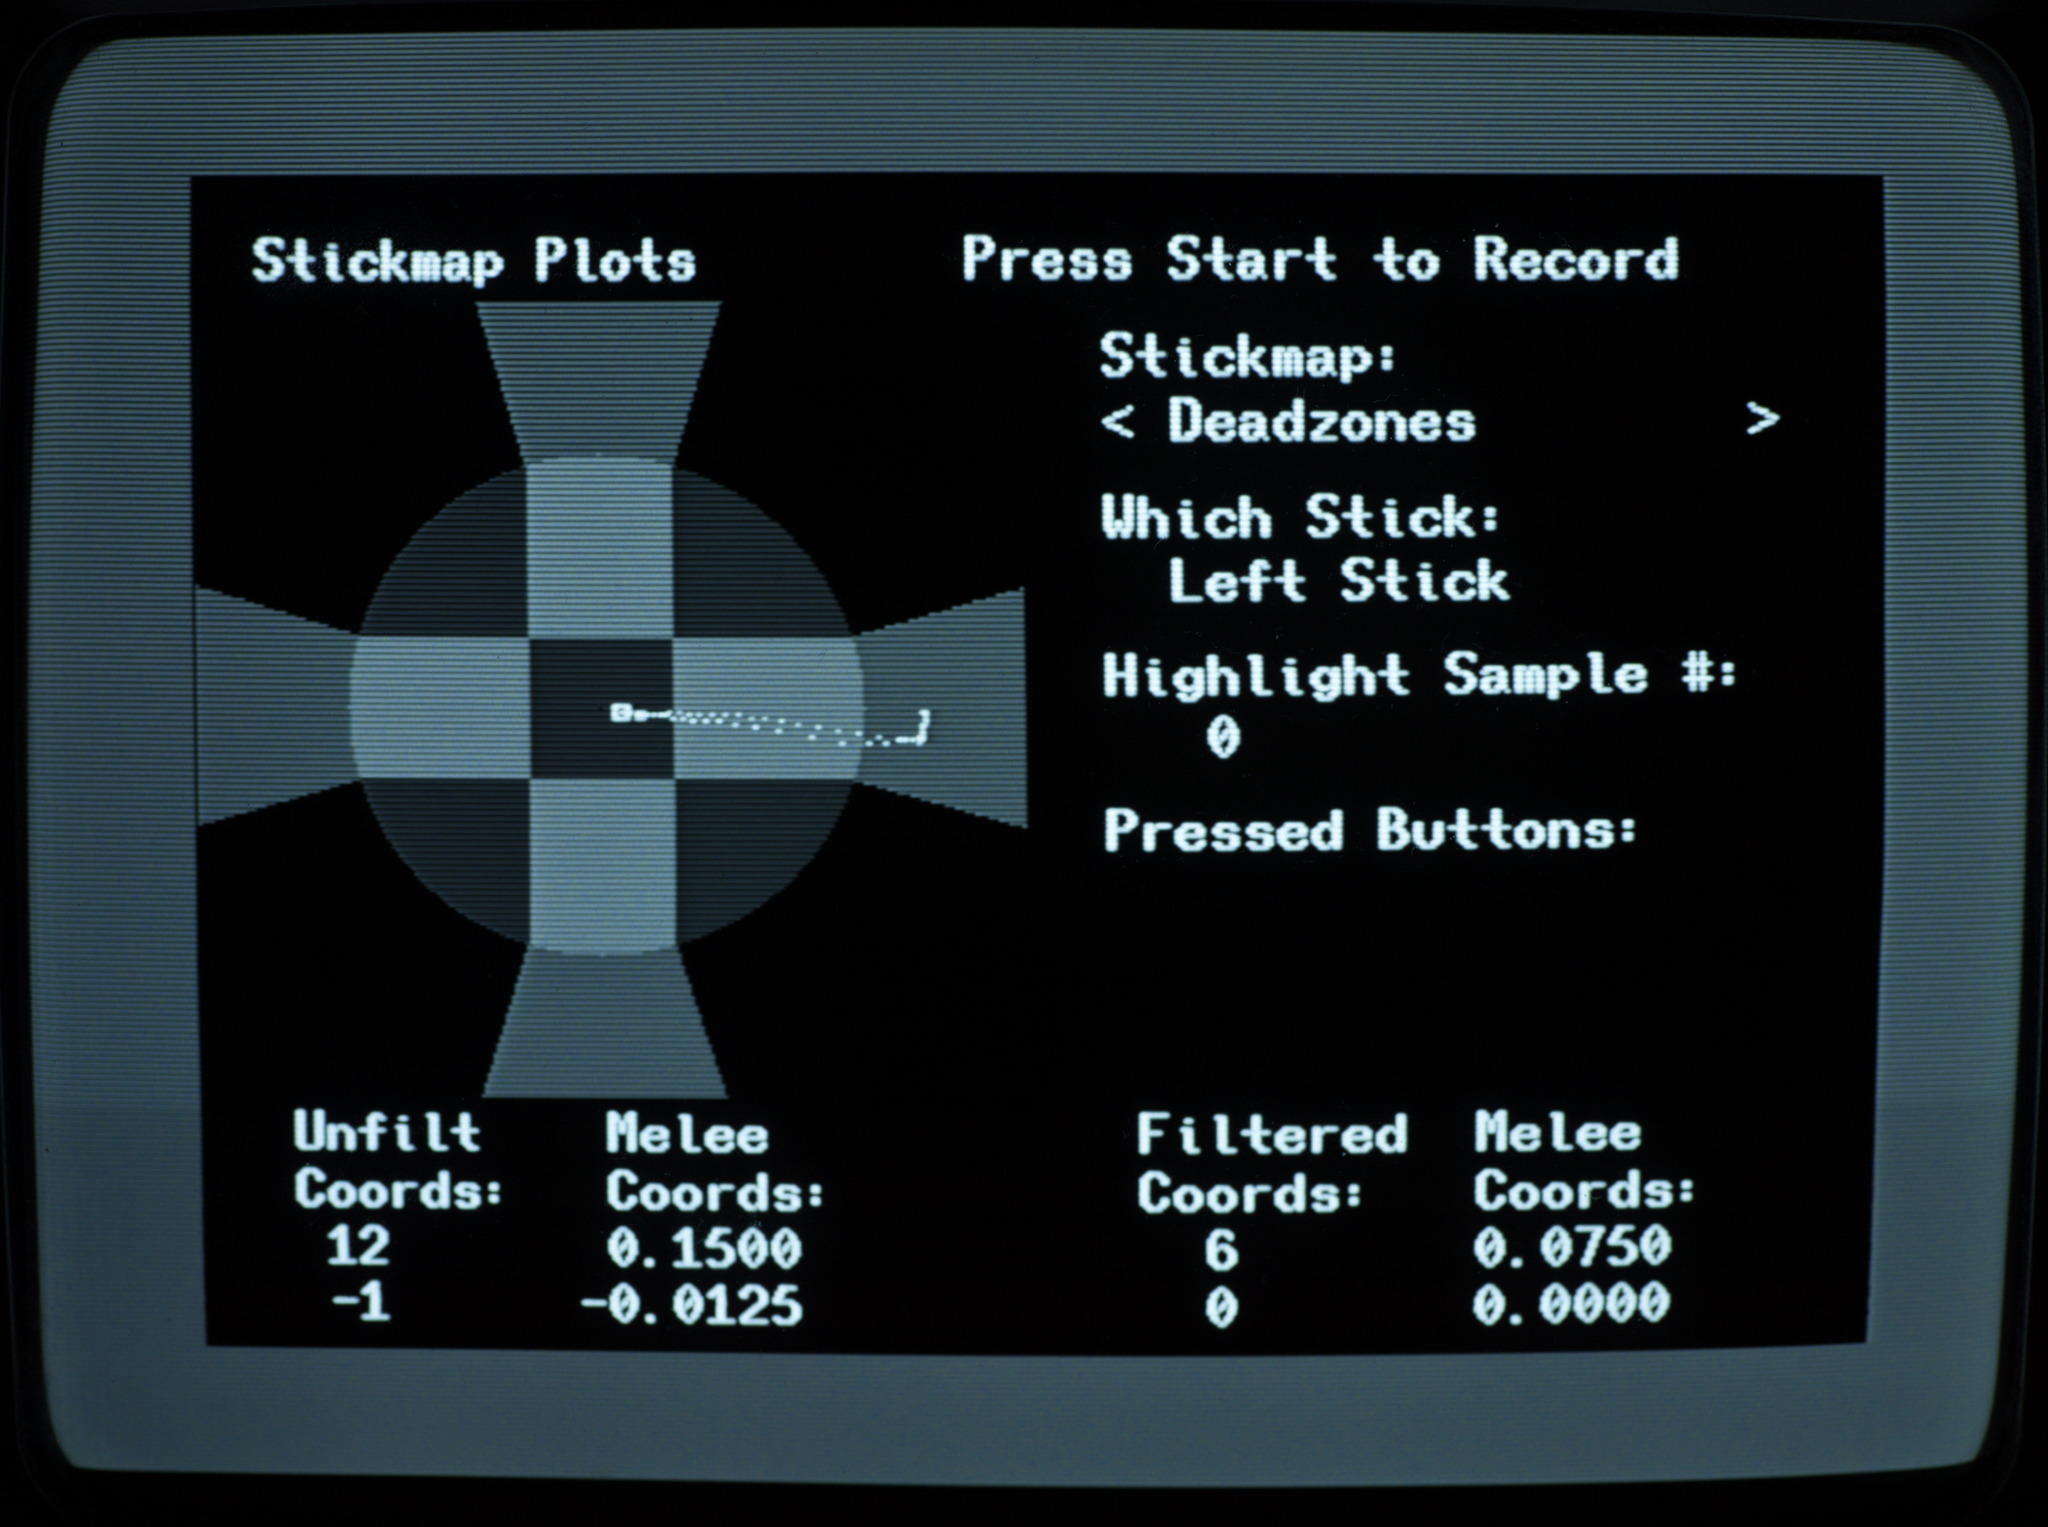 Stickmap Plots
Press Start to Record
Stickmap:
< Deadzones >
Which Stick:
Left Stick
Highlight Sample #:
0
Pressed Buttons:
Unfilt Melee Filtered Melee
Coords: Coords: Coords: Coords:
12 0.1500 6 0.0750
-1 -0.0125 0 0.0000